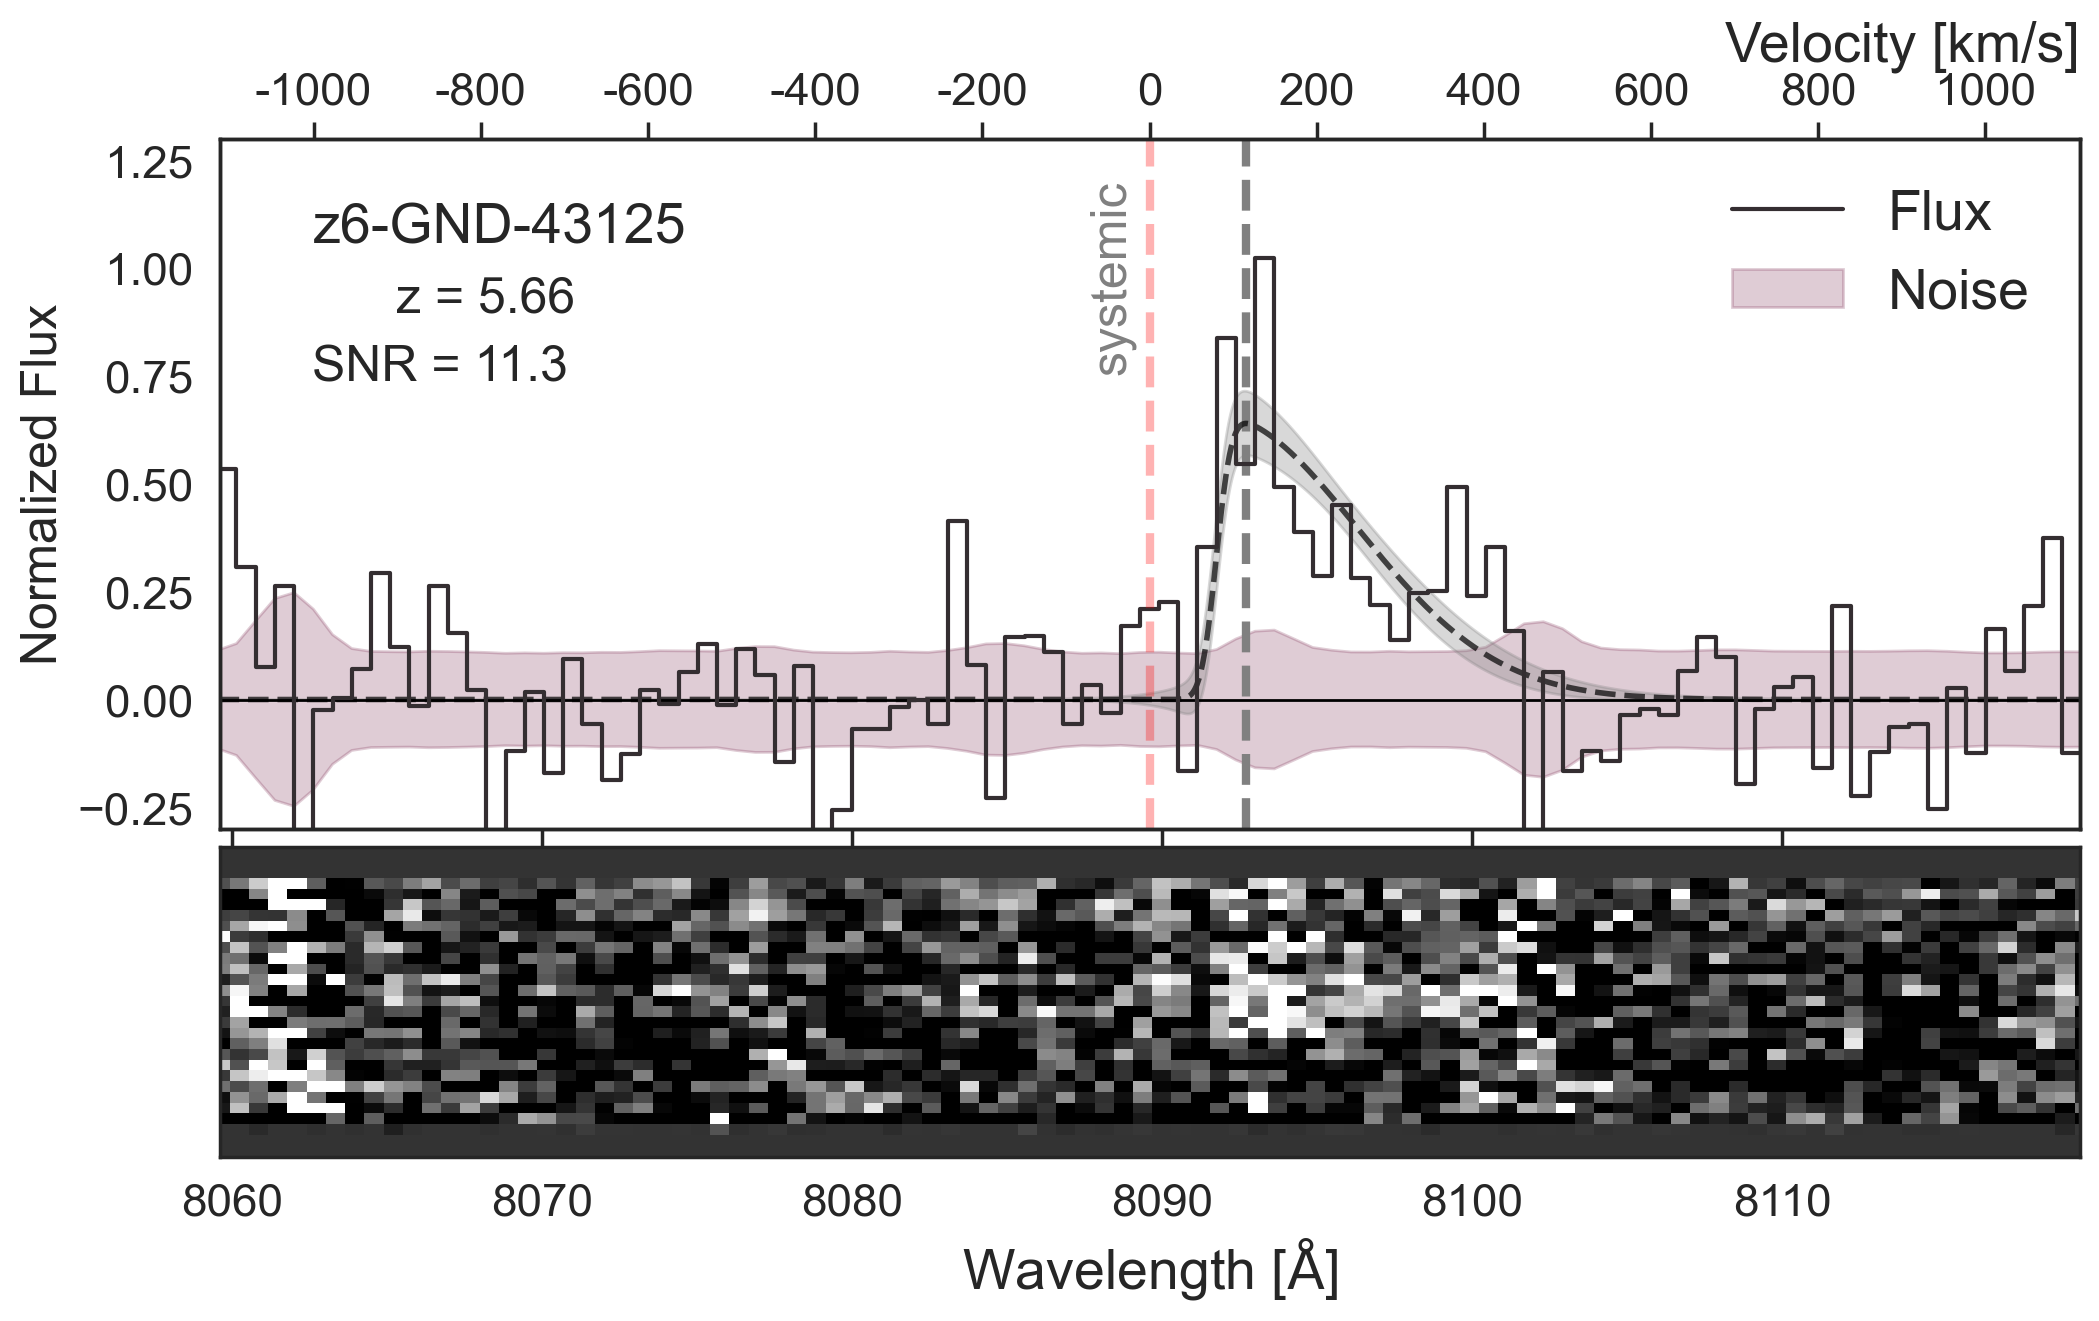 Velocity [km/s]
-1000 -800 -600 -400 -200 0 200 400 600 800 1000
1.25
1.00
0.75
0.50
0.25
0.00
−0.25
Normalized Flux
z6-GND-43125
z = 5.66
SNR = 11.3
systemic
Flux
Noise
8060 8070 8080 8090 8100 8110
Wavelength [Å]